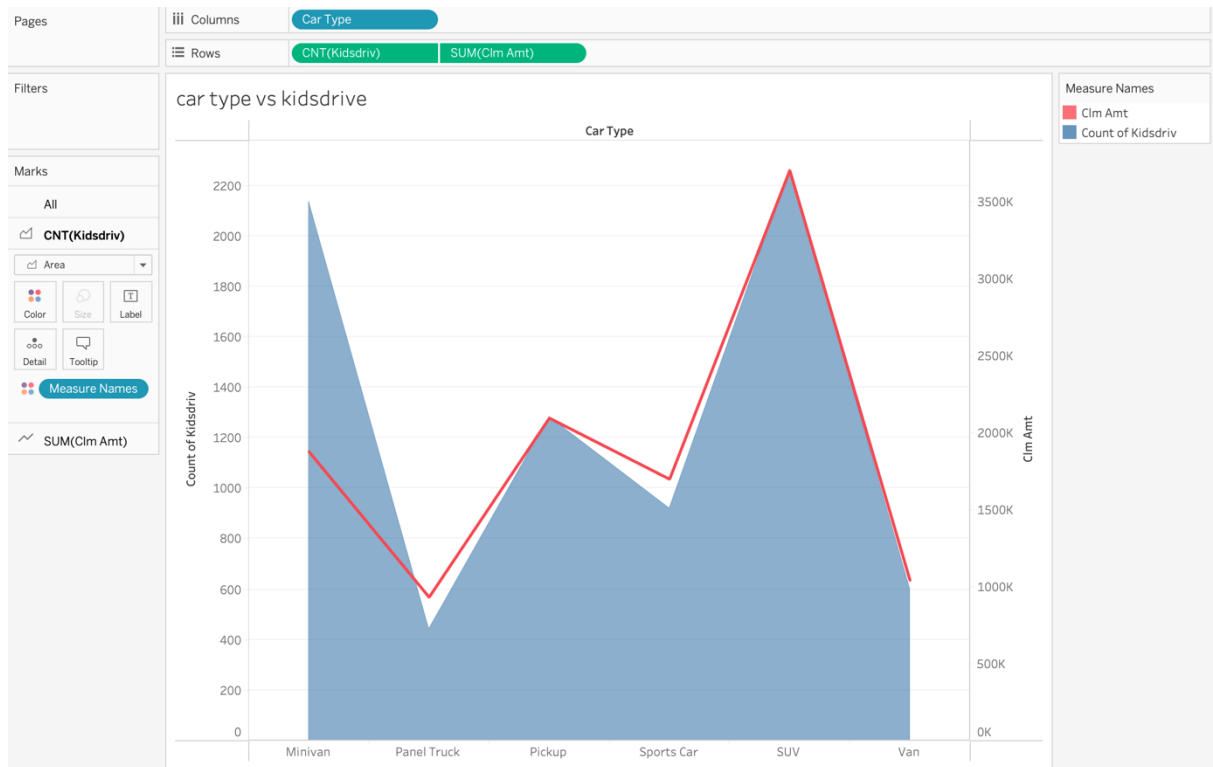 Pages
Columns
Car Type
Rows
CNT(Kidsdriv)
SUM(Clm Amt)
Filters
Marks
All
CNT(Kidsdriv)
Area
Color
Size
T
Label
Detail
Tooltip
Measure Names
SUM(Clm Amt)
car type vs kidsdrive
Car Type
2200
2000
1800
1600
1400
1200
1000
800
600
400
200
0
Count of Kidsdriv
3500K
3000K
2500K
2000K
1500K
1000K
500K
0K
Clm Amt
Minivan
Panel Truck
Pickup
Sports Car
SUV
Van
Measure Names
Clm Amt
Count of Kidsdriv